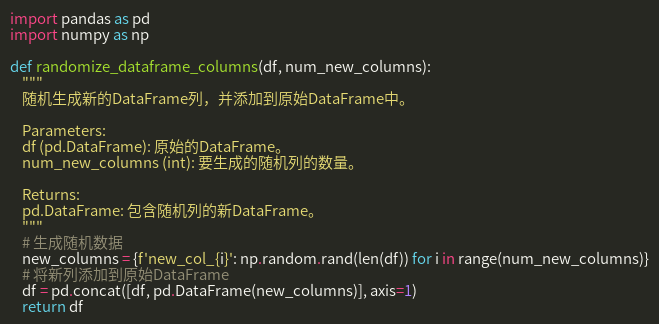 import pandas as pd
import numpy as np
def randomize_dataframe_columns(df, num_new_columns):
"""
随机生成新的DataFrame列，并添加到原始DataFrame中。
Parameters:
df (pd.DataFrame): 原始的DataFrame。
num_new_columns (int): 要生成的随机列的数量。
Returns:
pd.DataFrame: 包含随机列的新DataFrame。
"""
# 生成随机数据
new_columns = {f'new_col_{i}': np.random.rand(len(df)) for i in range(num_new_columns)}
# 将新列添加到原始DataFrame
df = pd.concat([df, pd.DataFrame(new_columns)], axis=1)
return df